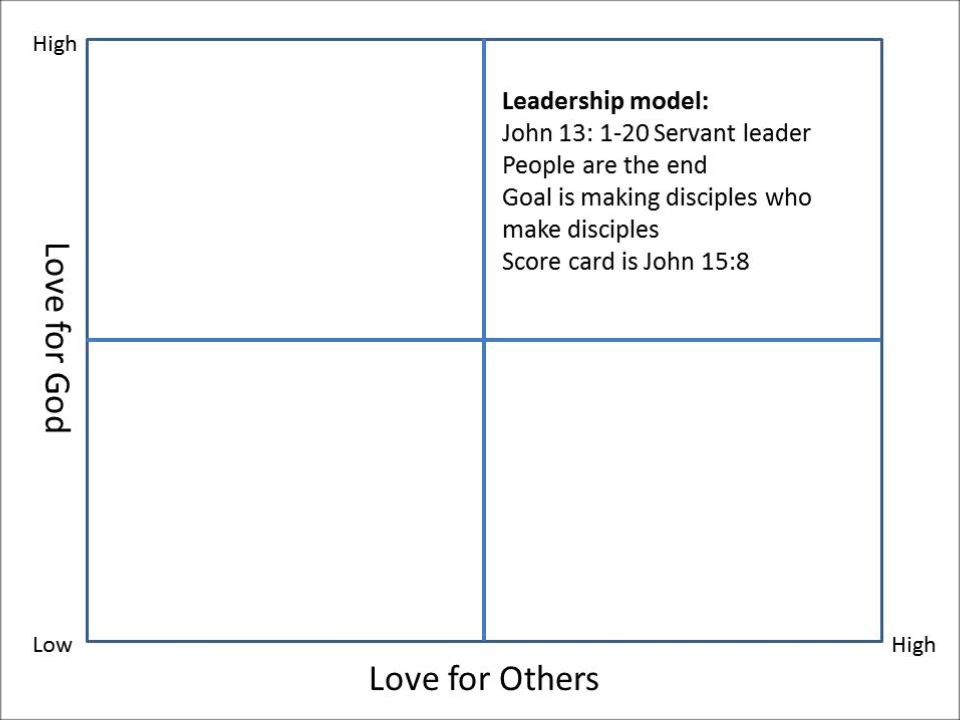 High
Leadership model:
John 13: 1-20 Servant leader
People are the end
Goal is making disciples who
make disciples
Score card is John 15:8
Love for God
Low
High
Love for Others